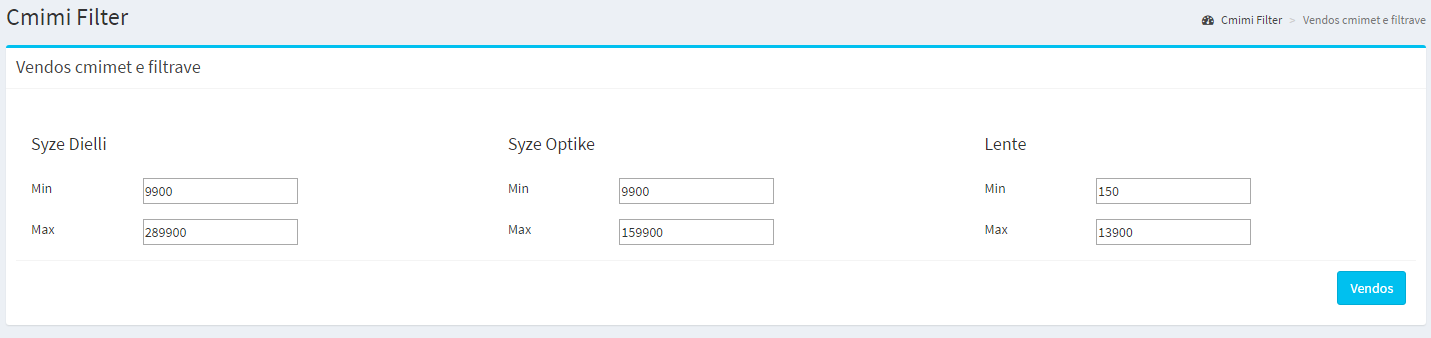 Cmimi Filter
Cmimi Filter > Vendos cmimet e filtrave
Vendos cmimet e filtrave
Syze Dielli
Min 9900
Max 289900
Syze Optike
Min 9900
Max 159900
Lente
Min 150
Max 13900
Vendos